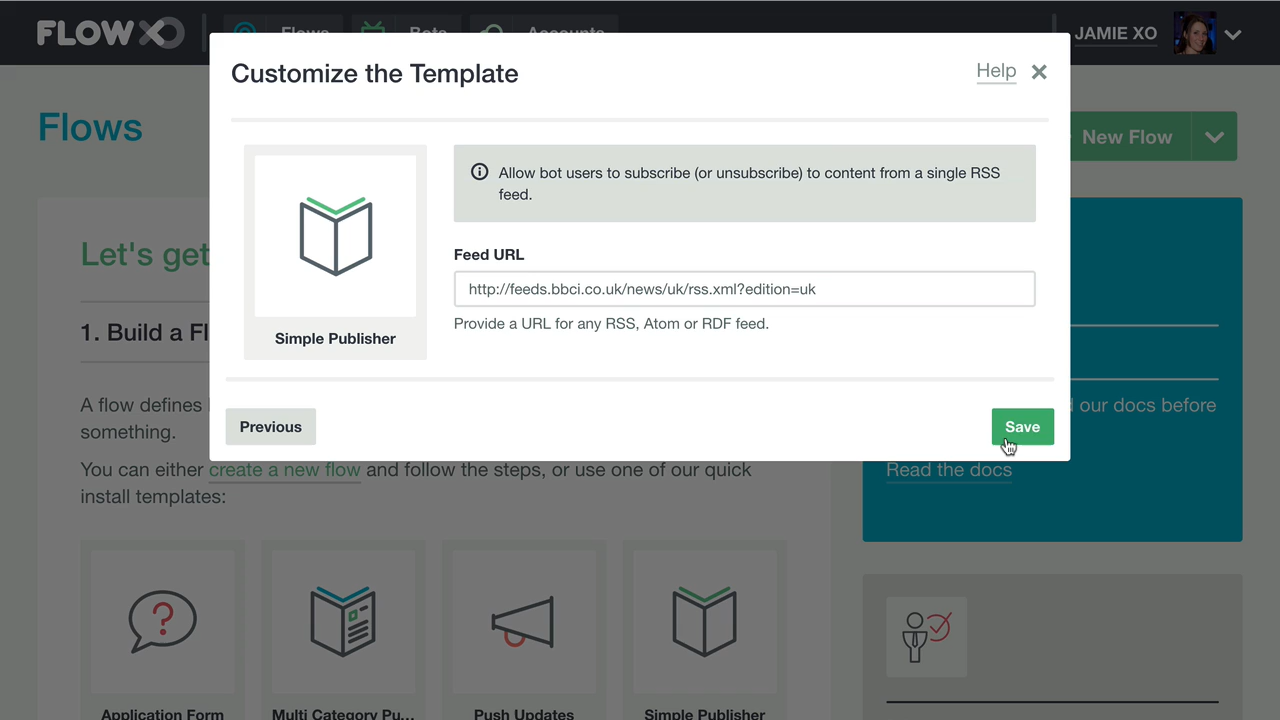 FLOW XO
Flows
Bots
Accounts
JAMIE XO
Customize the Template
Help
Flows
New Flow
Allow bot users to subscribe (or unsubscribe) to content from a single RSS
feed.
Let's get
Feed URL
http://feeds.bbci.co.uk/news/uk/rss.xml?edition=uk
Provide a URL for any RSS, Atom or RDF feed.
1. Build a Fl
Simple Publisher
A flow defines
something.
our docs before
Previous
Save
You can either create a new flow and follow the steps, or use one of our quick
install templates:
Read the docs
Application Form
Multi Category Pu...
Push Updates
Simple Publisher